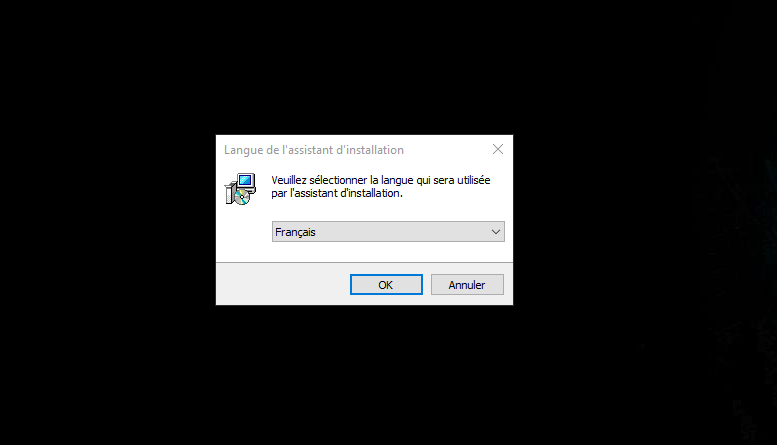 Langue de l'assistant d'installation
Veuillez sélectionner la langue qui sera utilisée
par l'assistant d'installation.
Français
OK
Annuler